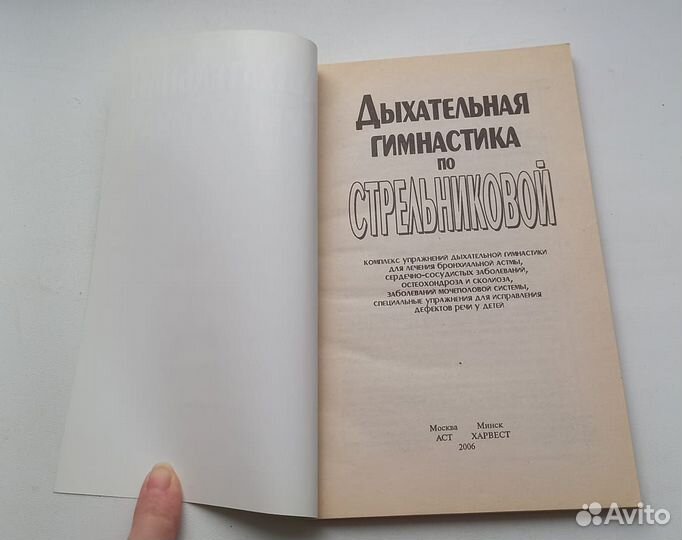 ДЫХАТЕЛЬНАЯ
ГИМНАСТИКА
ПО
СТРЕЛЬНИКОВОЙ
КОМПЛЕКС УПРАЖНЕНИЙ ДЫХАТЕЛЬНОЙ ГИМНАСТИКИ
ДЛЯ ЛЕЧЕНИЯ БРОНХИАЛЬНОЙ АСТМЫ,
СЕРДЕЧНО-СОСУДИСТЫХ ЗАБОЛЕВАНИЙ,
ОСТЕОХОНДРОЗА И СКОЛИОЗА,
ЗАБОЛЕВАНИЙ МОЧЕПОЛОВОЙ СИСТЕМЫ,
СПЕЦИАЛЬНЫЕ УПРАЖНЕНИЯ ДЛЯ ИСПРАВЛЕНИЯ
ДЕФЕКТОВ РЕЧИ У ДЕТЕЙ
Москва Минск
АСТ ХАРВЕСТ
2006
Avito